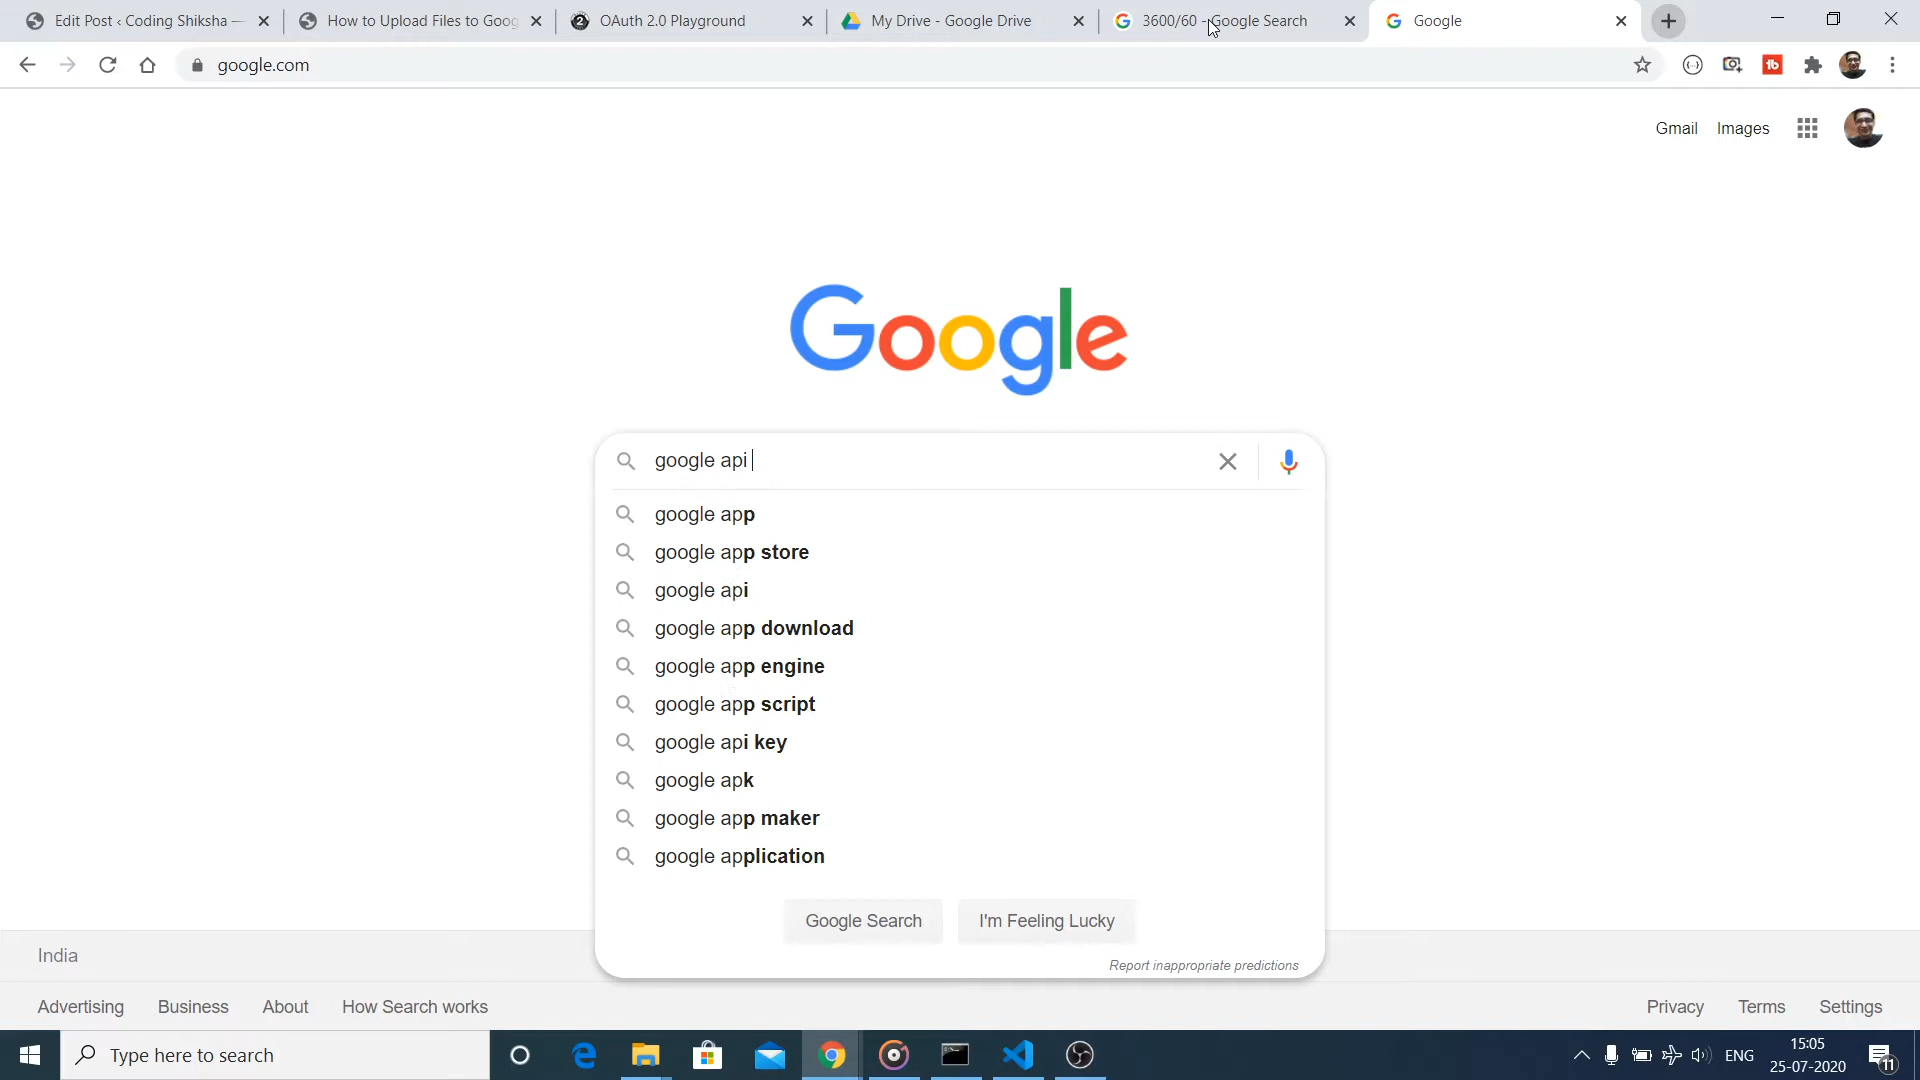 Edit Post ‹ Coding Shiksha —
How to Upload Files to Goog
OAuth 2.0 Playground
My Drive - Google Drive
3600/60 - Google Search
Google
google.com
Gmail
Images
Google
google api
google app
google app store
google api
google app download
google app engine
google app script
google api key
google apk
google app maker
google application
Google Search
I'm Feeling Lucky
Report inappropriate predictions
India
Advertising
Business
About
How Search works
Privacy
Terms
Settings
Type here to search
ENG
15:05
25-07-2020
11